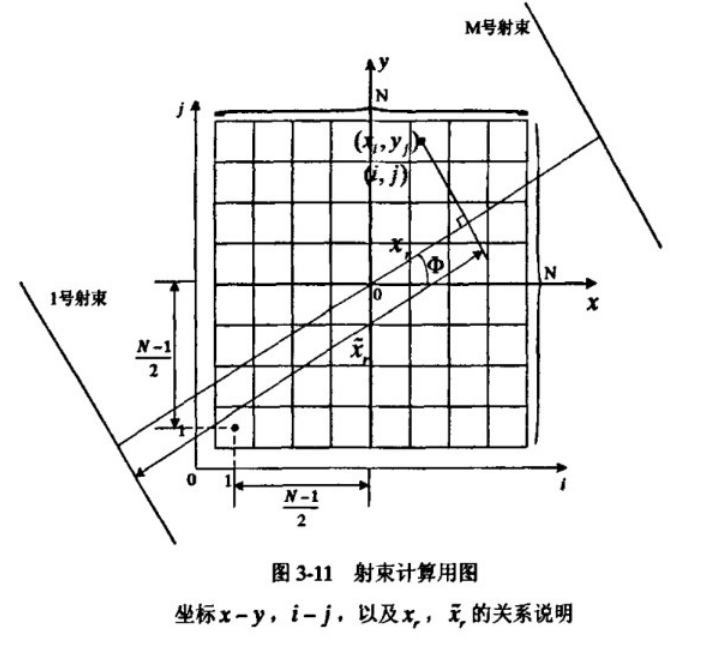 M号射束
y
N
j
(x_i, y_j)
(i, j)
x_r
Φ
N
0
x
1号射束
x̃_r
N-1
2
1
0
1
i
N-1
2
图 3-11 射束计算用图
坐标 x-y, i-j, 以及 x_r, x̃_r 的关系说明